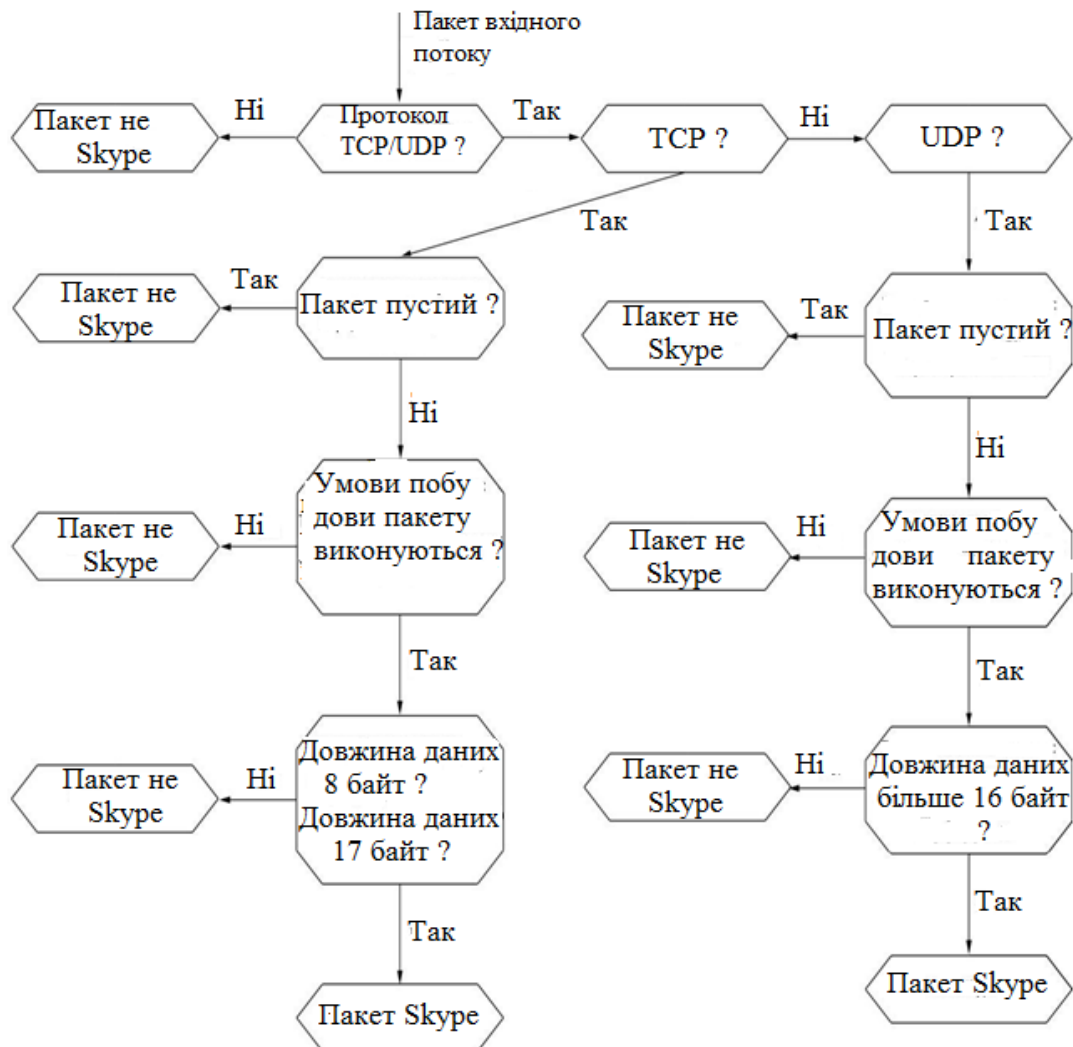 Пакет вхідного
потоку
Пакет не
Skype
Ні
Протокол
TCP/UDP ?
Так
TCP ?
Ні
UDP ?
Так
Так
Пакет не
Skype
Так
Пакет пустий ?
Пакет не
Skype
Так
Пакет пустий ?
Ні
Ні
Пакет не
Skype
Ні
Умови побу
дови пакету
виконуються ?
Пакет не
Skype
Ні
Умови побу
дови пакету
виконуються ?
Так
Так
Пакет не
Skype
Ні
Довжина даних
8 байт ?
Довжина даних
17 байт ?
Пакет не
Skype
Ні
Довжина даних
більше 16 байт
?
Так
Так
Пакет Skype
Пакет Skype